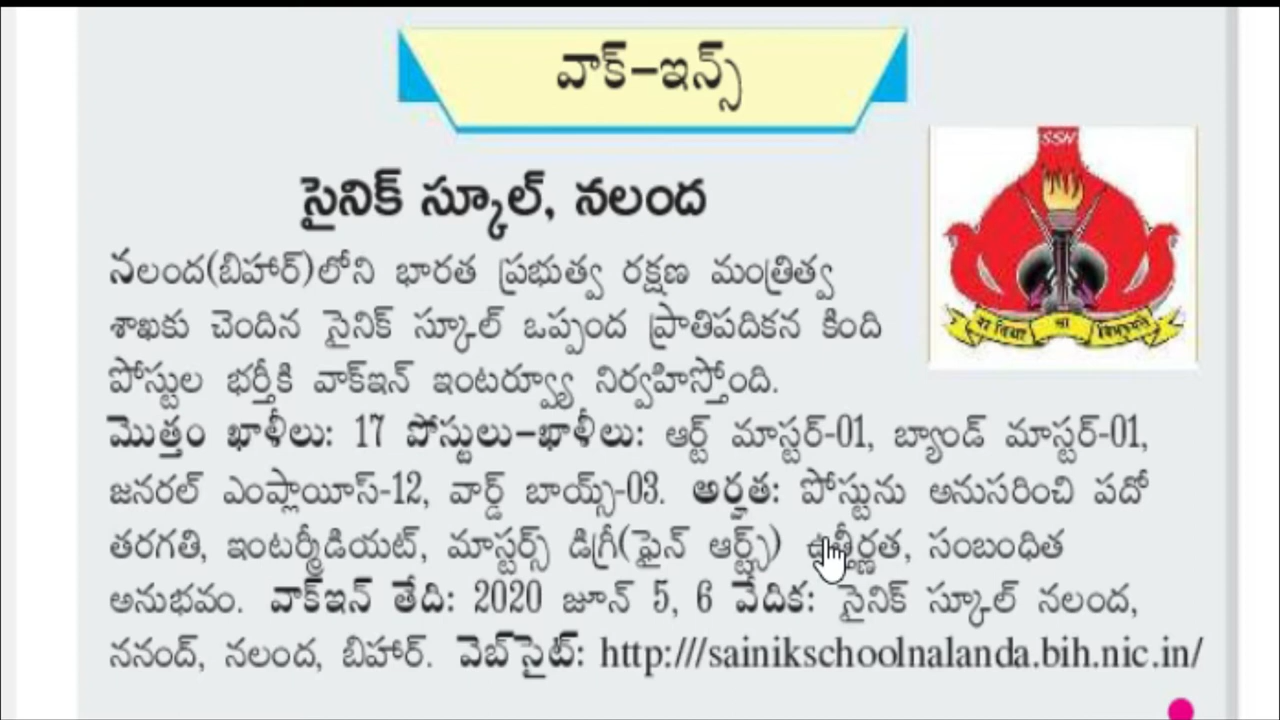 వాక్-ఇన్స్
SSN
సైనిక్ స్కూల్, నలంద
నలంద(బిహార్)లోని భారత ప్రభుత్వ రక్షణ మంత్రిత్వ
శాఖకు చెందిన సైనిక్ స్కూల్ ఒప్పంద ప్రాతిపదికన కింది
పోస్టుల భర్తీకి వాక్ఇన్ ఇంటర్వ్యూ నిర్వహిస్తోంది.
మొత్తం ఖాళీలు: 17 పోస్టులు-ఖాళీలు: ఆర్ట్ మాస్టర్-01, బ్యాండ్ మాస్టర్-01,
జనరల్ ఎంప్లాయీస్-12, వార్డ్ బాయ్స్-03. అర్హత: పోస్టును అనుసరించి పదో
తరగతి, ఇంటర్మీడియట్, మాస్టర్స్ డిగ్రీ(ఫైన్ ఆర్ట్స్) ఉత్తీర్ణత, సంబంధిత
అనుభవం. వాక్ఇన్ తేది: 2020 జూన్ 5, 6 వేదిక: సైనిక్ స్కూల్ నలంద,
ననంద్, నలంద, బిహార్. వెబ్‌సైట్: http:///sainikschoolnalanda.bih.nic.in/